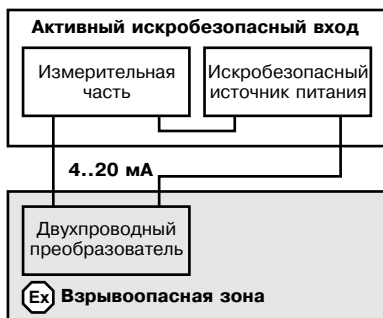 Активный искробезопасный вход
Измерительная
часть
Искробезопасный
источник питания
4..20 мА
Двухпроводный
преобразователь
Ex Взрывоопасная зона